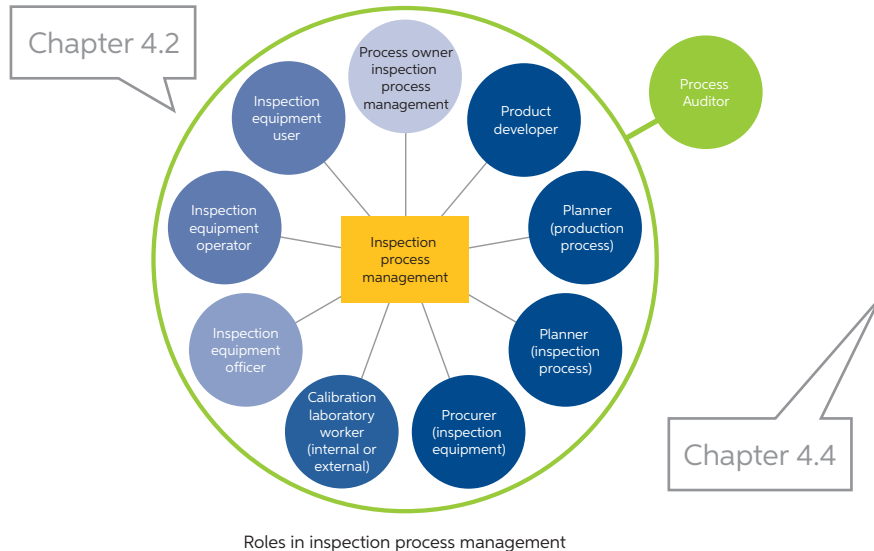 Chapter 4.2
Process owner
inspection
process
management
Process
Auditor
Inspection
equipment
user
Product
developer
Inspection
equipment
operator
Inspection
process
management
Planner
(production
process)
Inspection
equipment
officer
Planner
(inspection
process)
Calibration
laboratory
worker
(internal or
external)
Procurer
(inspection
equipment)
Chapter 4.4
Roles in inspection process management